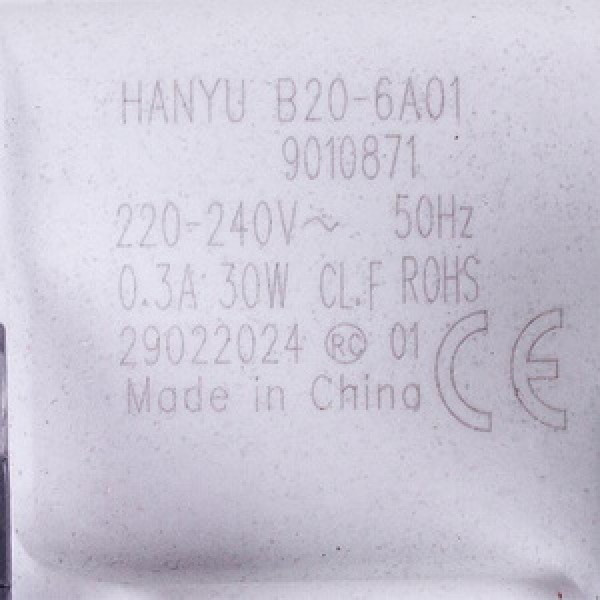 HANYU B20-6A01
9010871
220-240V~ 50Hz
0.3A 30W CL.F ROHS
29022024 RC 01 CE
Made in China